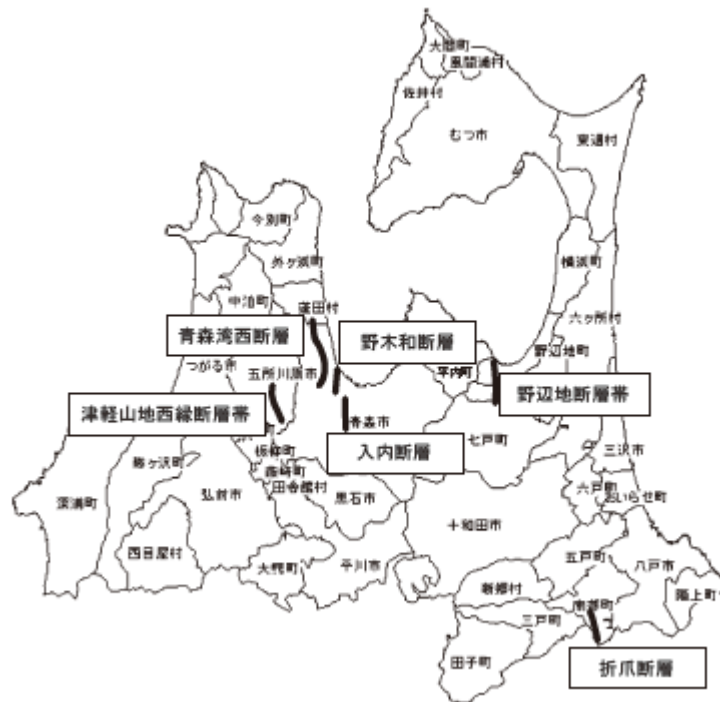 大間町
風間浦村
佐井村
むつ市
東通村
今別町
外ヶ浜町
横浜町
中泊町
蓬田村
六ヶ所村
青森湾西断層
野木和断層
野辺地町
つがる市
五所川原市
平内町
野辺地断層帯
津軽山地西縁断層帯
青森市
七戸町
入内断層
板柳町
三沢市
鰺ヶ沢町
藤崎町
田舎館村
六戸町
おいらせ町
深浦町
弘前市
黒石市
十和田市
西目屋村
大鰐町
平川市
五戸町
八戸市
新郷村
階上町
南部町
三戸町
田子町
折爪断層